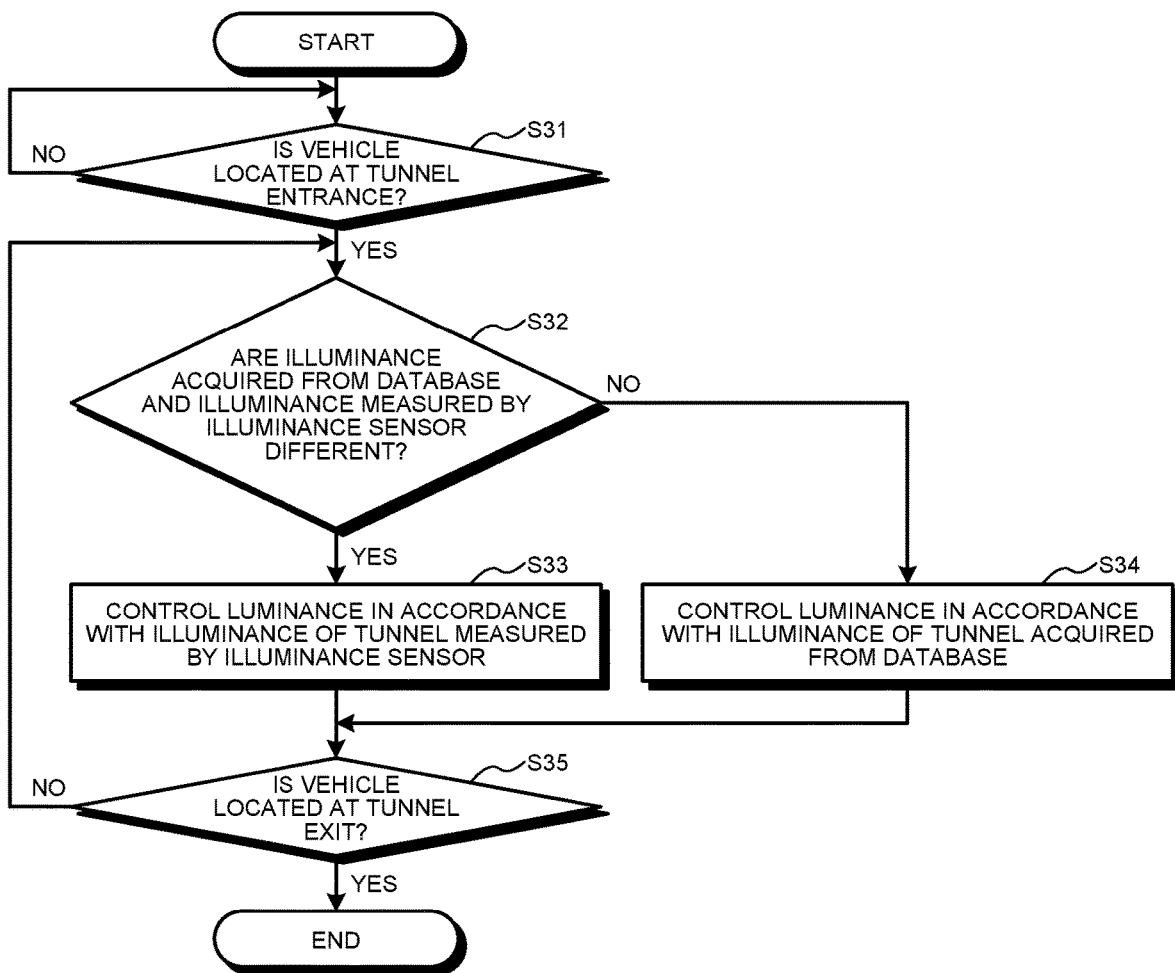 START
S31
NO
IS VEHICLE
LOCATED AT TUNNEL
ENTRANCE?
YES
S32
ARE ILLUMINANCE
ACQUIRED FROM DATABASE
AND ILLUMINANCE MEASURED BY
ILLUMINANCE SENSOR
DIFFERENT?
NO
YES
S33
CONTROL LUMINANCE IN ACCORDANCE
WITH ILLUMINANCE OF TUNNEL MEASURED
BY ILLUMINANCE SENSOR
S34
CONTROL LUMINANCE IN ACCORDANCE
WITH ILLUMINANCE OF TUNNEL ACQUIRED
FROM DATABASE
S35
NO
IS VEHICLE
LOCATED AT TUNNEL
EXIT?
YES
END